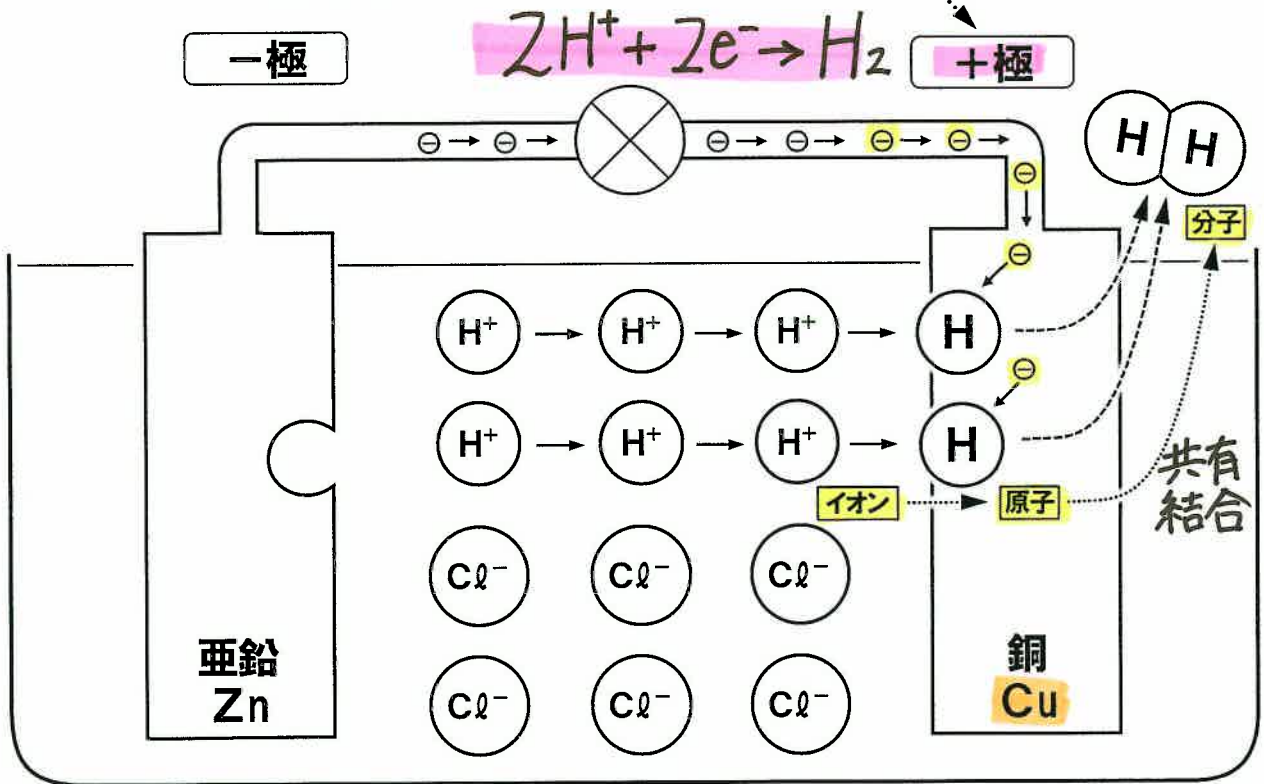 －極
2H⁺ + 2e⁻ → H₂
＋極
⊖ → ⊖ → ⊖ → ⊖ → ⊖ → ⊖ →
⊖
H H
分子
⊖
H⁺ → H⁺ → H⁺ → H
⊖
H⁺ → H⁺ → H⁺ → H
共有
結合
イオン
原子
Cℓ⁻ Cℓ⁻ Cℓ⁻
亜鉛
Zn
銅
Cu
Cℓ⁻ Cℓ⁻ Cℓ⁻